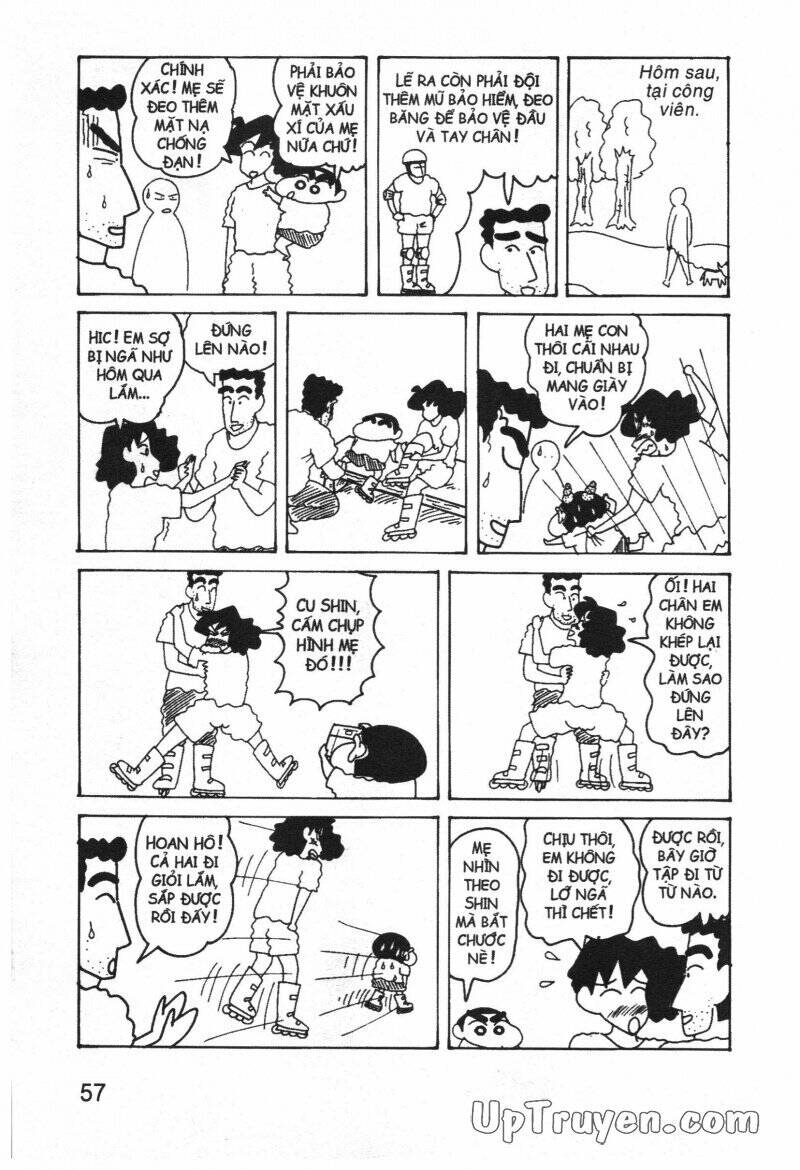 Hôm sau,
tại công
viên.
LẼ RA CÒN PHẢI ĐỘI
THÊM MŨ BẢO HIỂM, ĐEO
BĂNG ĐỂ BẢO VỆ ĐẦU
VÀ TAY CHÂN!
PHẢI BẢO
VỆ KHUÔN
MẶT XẤU
XÍ CỦA MẸ
NỮA CHỨ!
CHÍNH
XÁC! MẸ SẼ
ĐEO THÊM
MẶT NẠ
CHỐNG
ĐẠN!
HAI MẸ CON
THÔI CÃI NHAU
ĐI, CHUẨN BỊ
MANG GIÀY
VÀO!
ĐỨNG
LÊN NÀO!
HIC! EM SỢ
BỊ NGÃ NHƯ
HÔM QUA
LẮM...
ỐI! HAI
CHÂN EM
KHÔNG
KHÉP LẠI
ĐƯỢC,
LÀM SAO
ĐỨNG
LÊN
ĐÂY?
CU SHIN,
CẤM CHỤP
HÌNH MẸ
ĐÓ!!!
ĐƯỢC RỒI,
BÂY GIỜ
TẬP ĐI TỪ
TỪ NÀO.
CHỊU THÔI,
EM KHÔNG
ĐI ĐƯỢC,
LỠ NGÃ
THÌ CHẾT!
MẸ
NHÌN
THEO
SHIN
MÀ BẮT
CHƯỚC
NÈ!
HOAN HÔ!
CẢ HAI ĐI
GIỎI LẮM,
SẮP ĐƯỢC
RỒI ĐẤY!
57
UpTruyen.com